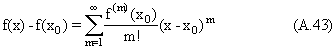 f(x) - f(x₀) = ∑_{m=1}^{∞} f^{(m)}(x₀)/m! (x - x₀)^m (A.43)